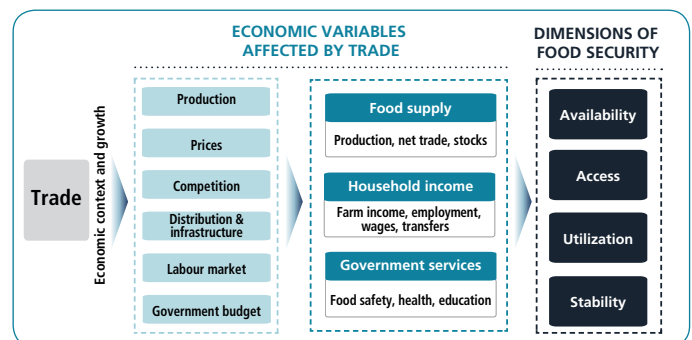 ECONOMIC VARIABLES
AFFECTED BY TRADE
DIMENSIONS OF
FOOD SECURITY
Trade
Economic context and growth
Production
Prices
Competition
Distribution &
infrastructure
Labour market
Government budget
Food supply
Production, net trade, stocks
Household income
Farm income, employment,
wages, transfers
Government services
Food safety, health, education
Availability
Access
Utilization
Stability